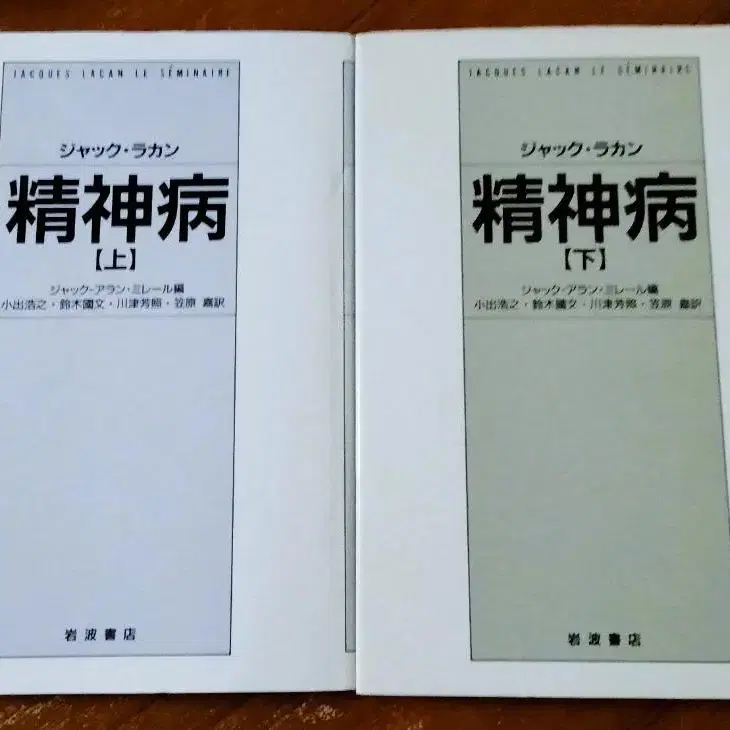 JACQUES LACAN LE SÉMINAIRE
ジャック・ラカン
精神病
【上】
ジャック-アラン・ミレール編
小出浩之・鈴木國文・川津芳照・笠原 嘉訳
岩波書店
JACQUES LACAN LE SÉMINAIRE
ジャック・ラカン
精神病
【下】
ジャック-アラン・ミレール編
小出浩之・鈴木國文・川津芳照・笠原 嘉訳
岩波書店